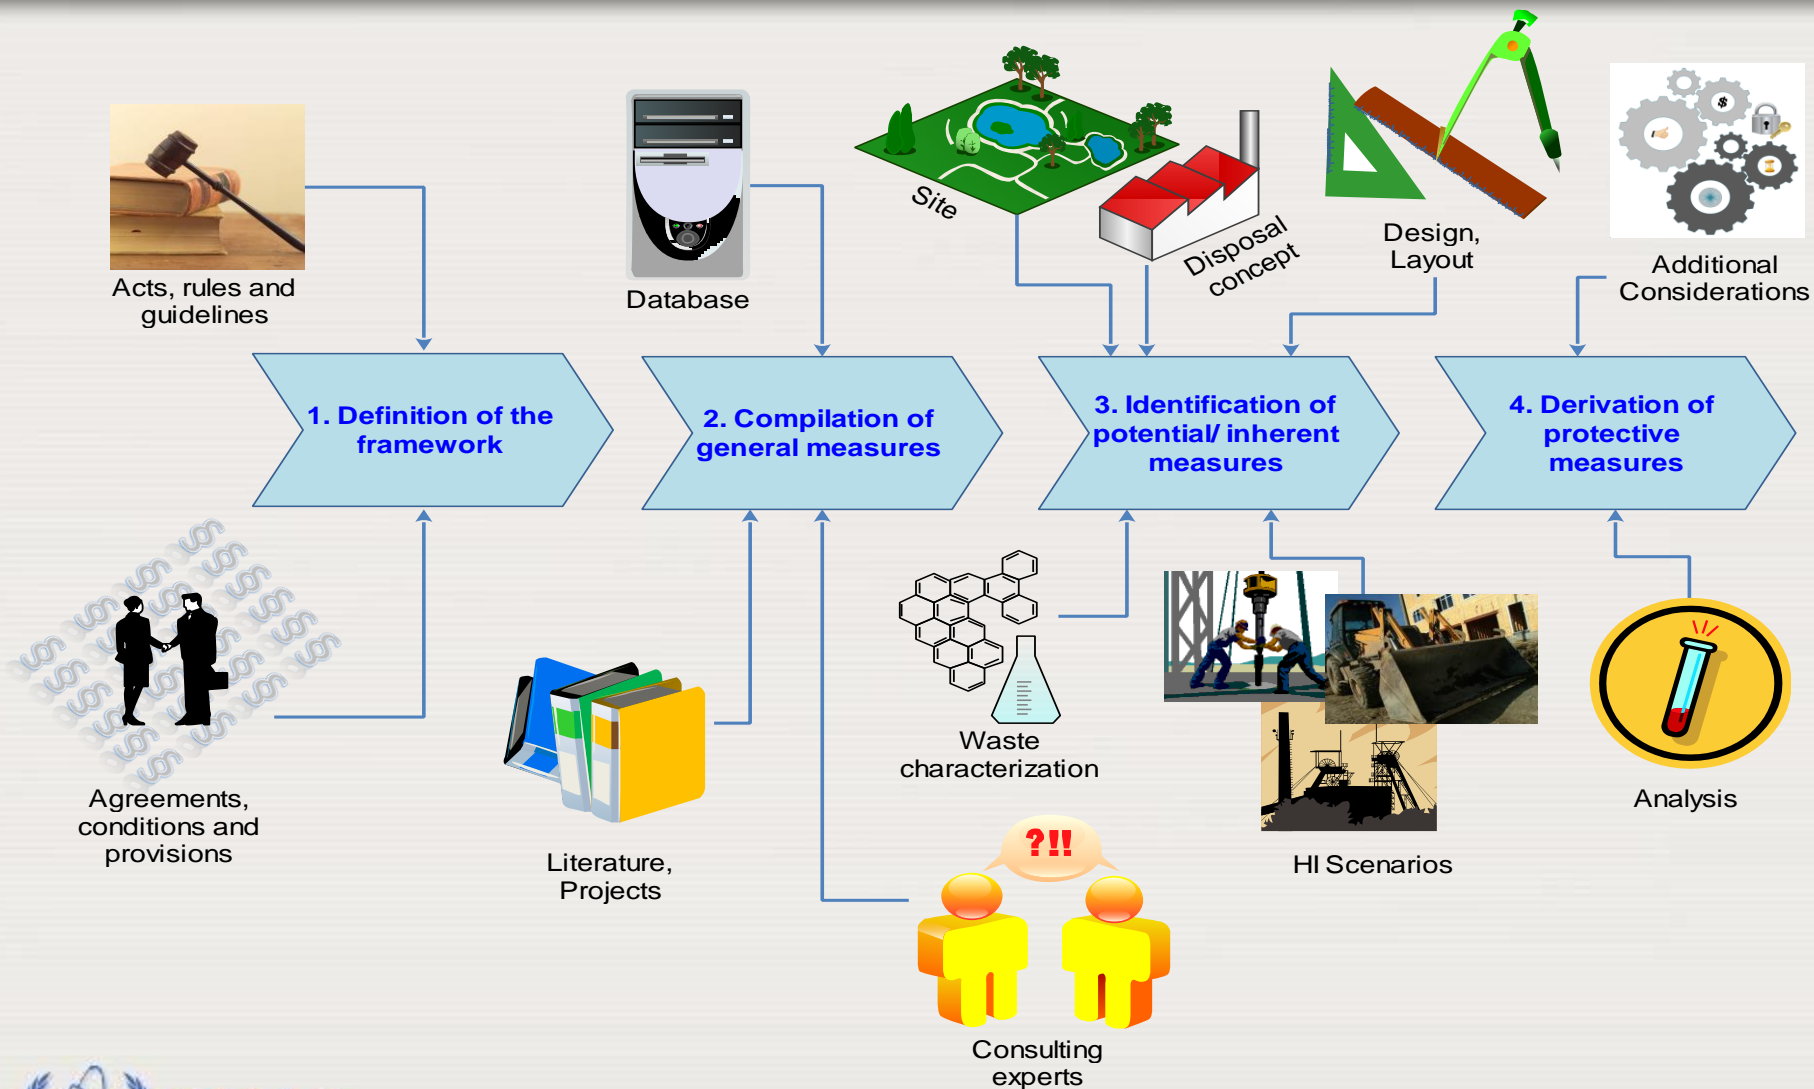 Site
Disposal
concept
Design,
Layout
$
Acts, rules and
guidelines
Database
Additional
Considerations
1. Definition of the
framework
2. Compilation of
general measures
3. Identification of
potential/ inherent
measures
4. Derivation of
protective
measures
Agreements,
conditions and
provisions
Literature,
Projects
Waste
characterization
HI Scenarios
Analysis
?!!
Consulting
experts